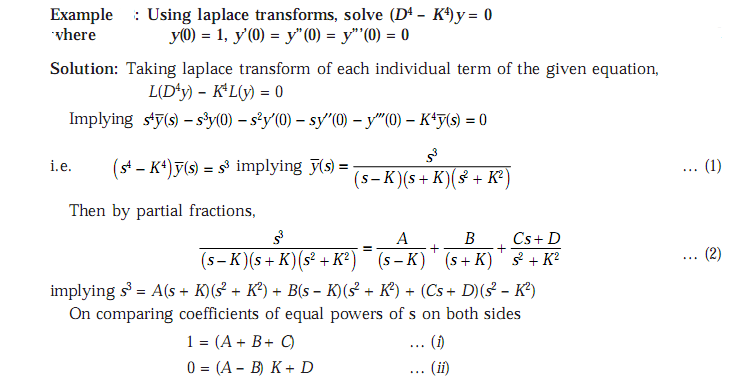 Example : Using laplace transforms, solve (D⁴ – K⁴)y = 0
where y(0) = 1, y'(0) = y"(0) = y"'(0) = 0
Solution: Taking laplace transform of each individual term of the given equation,
L(D⁴y) – K⁴L(y) = 0
Implying s⁴y̅(s) – s³y(0) – s²y′(0) – sy′′(0) – y′′′(0) – K⁴y̅(s) = 0
i.e. (s⁴ – K⁴)y̅(s) = s³ implying y̅(s) = s³ / (s – K)(s + K)(s² + K²) ... (1)
Then by partial fractions,
s³ / (s – K)(s + K)(s² + K²) = A / (s – K) + B / (s + K) + Cs + D / s² + K² ... (2)
implying s³ = A(s + K)(s² + K²) + B(s – K)(s² + K²) + (Cs + D)(s² – K²)
On comparing coefficients of equal powers of s on both sides
1 = (A + B + C) ... (i)
0 = (A – B) K + D ... (ii)